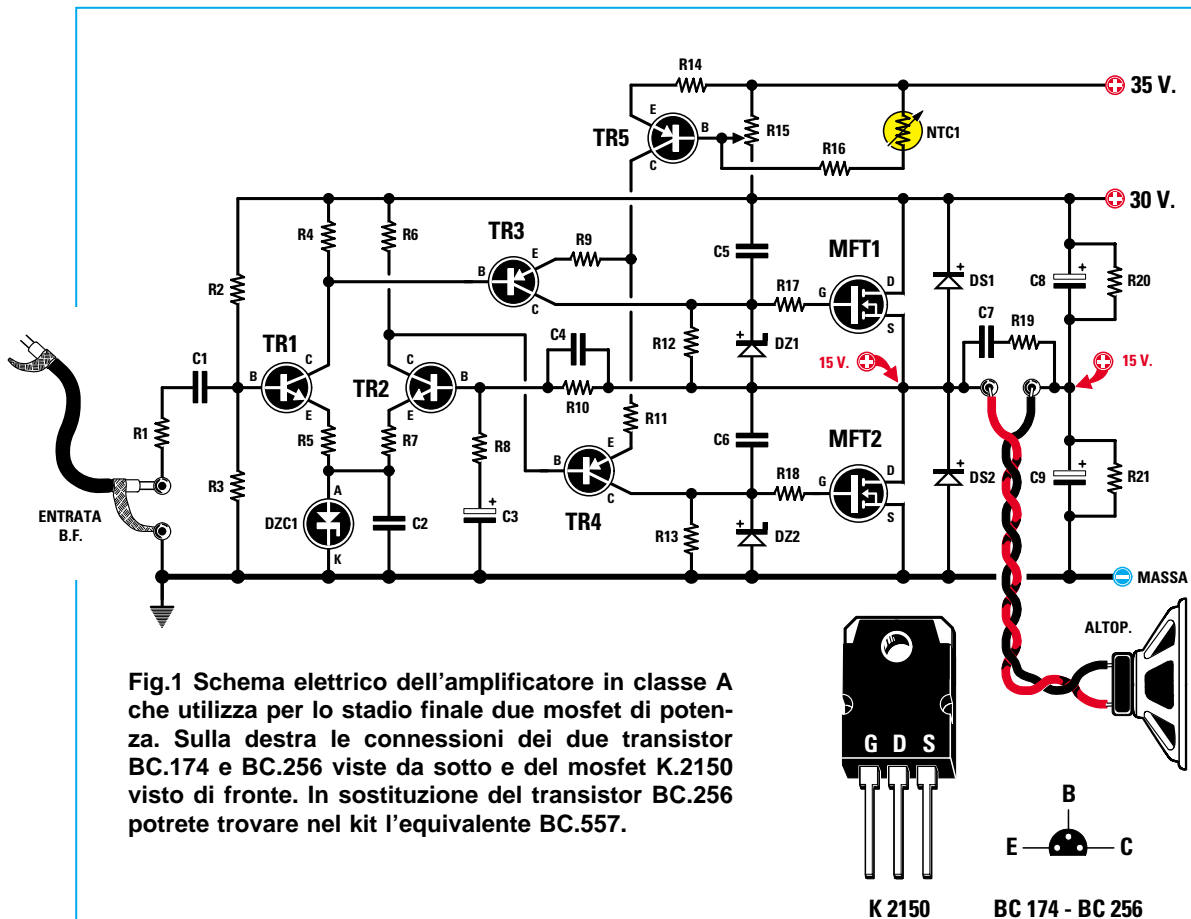 R14
35 V.
E
TR5
B
C
R15
NTC1
R16
30 V.
R4
R6
TR3
R9
E
B
C
C5
MFT1
R17
D
G
S
DS1
C8
R20
R2
C7
R19
C1
TR1
C
B
E
C
TR2
B
E
C4
R10
R12
DZ1
15 V.
15 V.
R1
R5
R7
R8
R11
C6
MFT2
E
B
C
TR4
R18
D
G
S
DS2
C9
R21
R3
A
DZC1
K
C2
C3
R13
DZ2
ENTRATA
B.F.
MASSA
ALTOP.
Fig.1 Schema elettrico dell'amplificatore in classe A
che utilizza per lo stadio finale due mosfet di poten-
za. Sulla destra le connessioni dei due transistor
BC.174 e BC.256 viste da sotto e del mosfet K.2150
visto di fronte. In sostituzione del transistor BC.256
potrete trovare nel kit l'equivalente BC.557.
G D S
K 2150
B
E C
BC 174 - BC 256